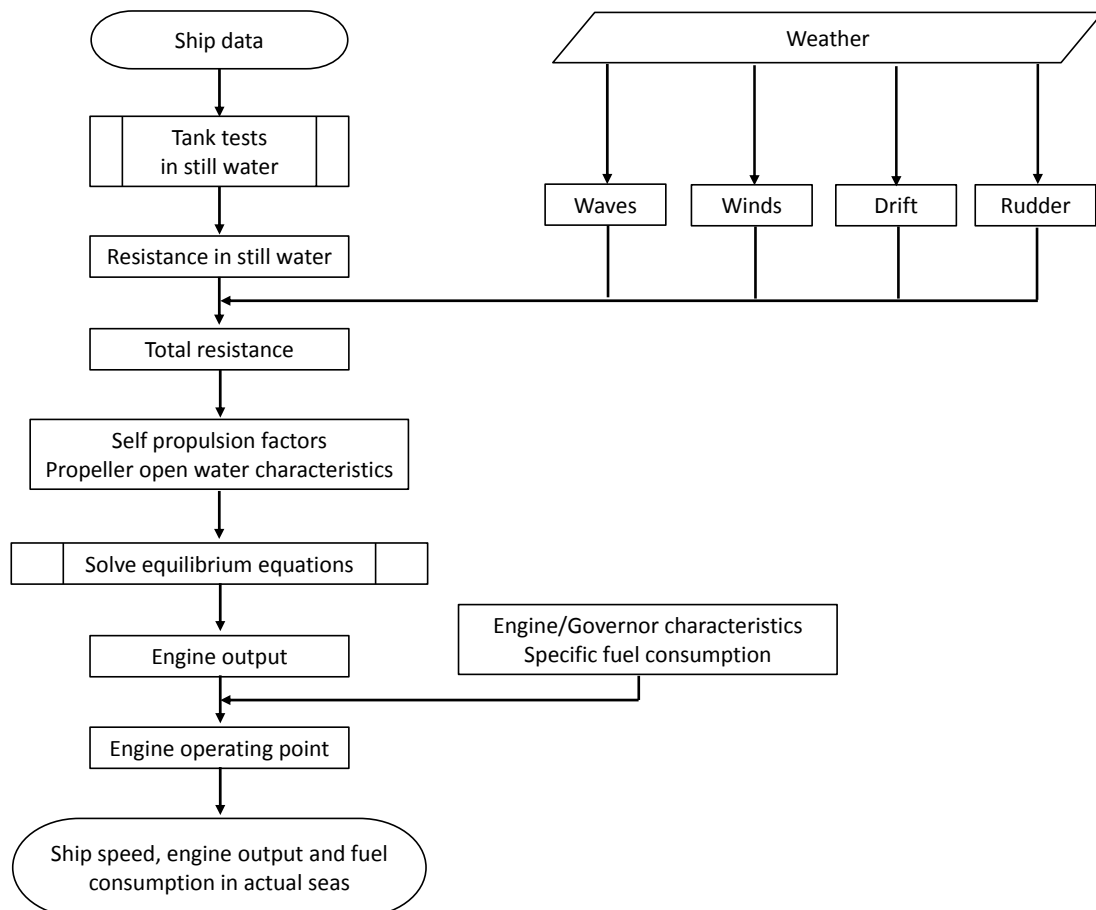 Ship data
Weather
Tank tests
in still water
Waves
Winds
Drift
Rudder
Resistance in still water
Total resistance
Self propulsion factors
Propeller open water characteristics
Solve equilibrium equations
Engine/Governor characteristics
Specific fuel consumption
Engine output
Engine operating point
Ship speed, engine output and fuel
consumption in actual seas